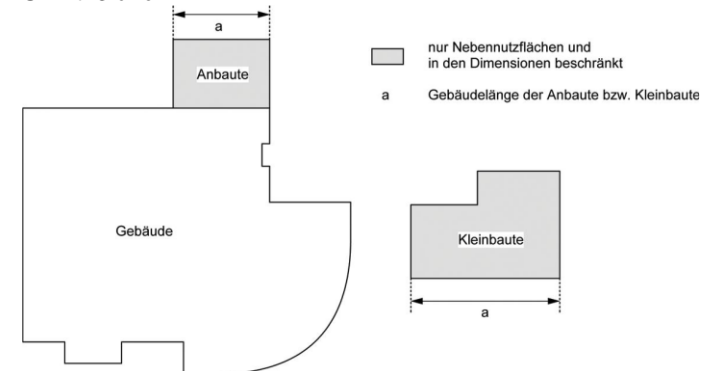 a
Anbaute
nur Nebennutzflächen und
in den Dimensionen beschränkt
a Gebäudelänge der Anbaute bzw. Kleinbaute
Gebäude
Kleinbaute
a